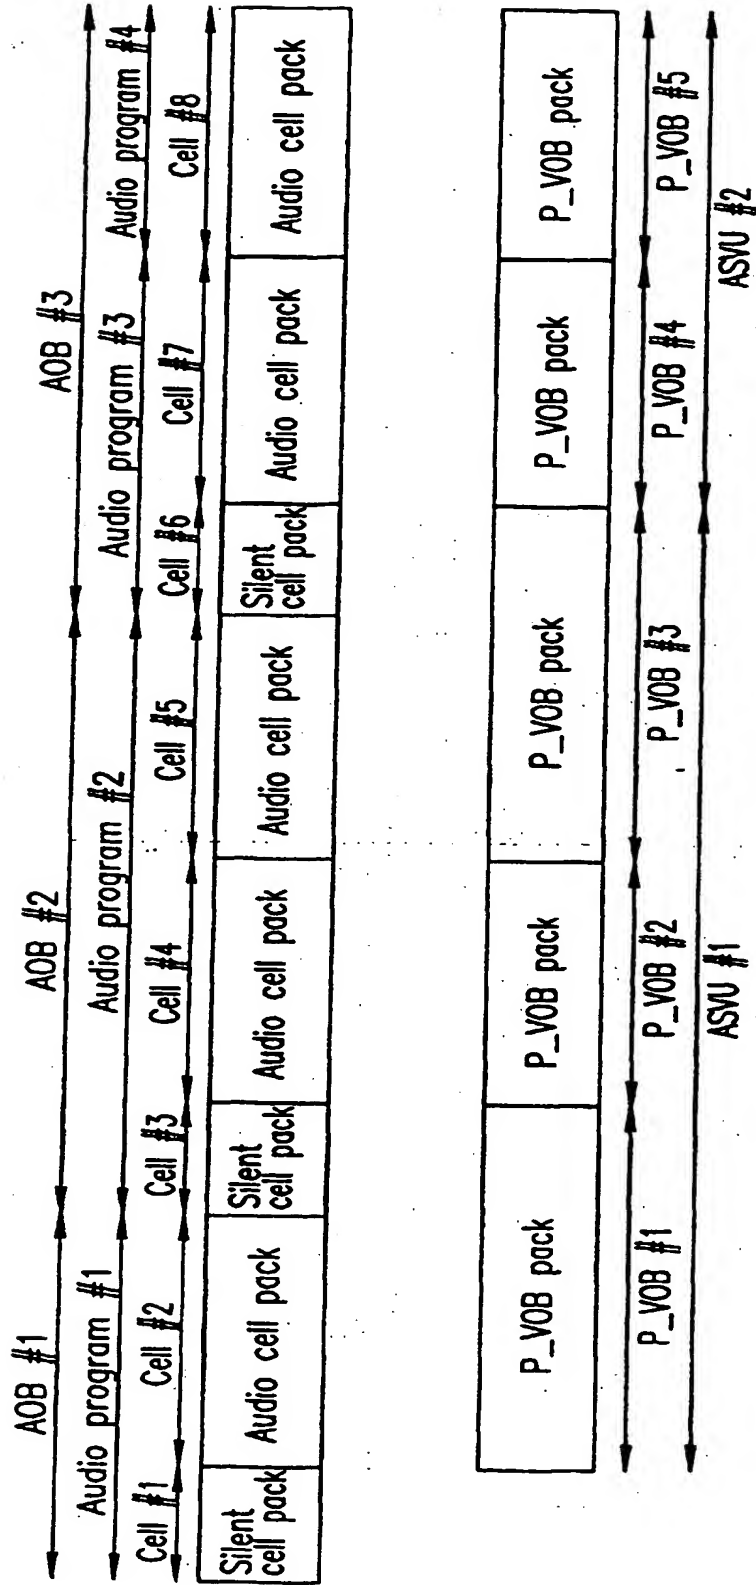 AOB #1 AOB #2 AOB #3
Audio program #1 Audio program #2 Audio program #3 Audio program #4
Cell #1 Cell #2 Cell #3 Cell #4 Cell #5 Cell #6 Cell #7 Cell #8
Silent
cell pack
Audio cell pack
Silent
cell pack
Audio cell pack
Audio cell pack
Silent
cell pack
Audio cell pack
Audio cell pack
P_VOB pack P_VOB pack P_VOB pack P_VOB pack P_VOB pack
P_VOB #1 P_VOB #2 P_VOB #3 P_VOB #4 P_VOB #5
ASVU #1 ASVU #2